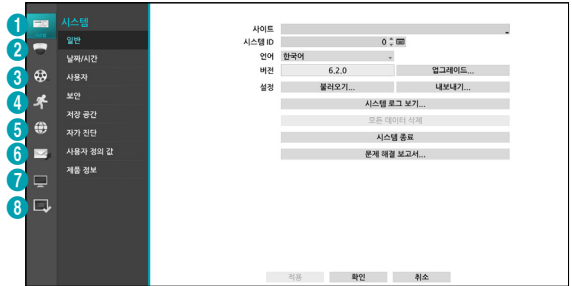 1
2
3
4
5
6
7
8
시스템
일반
날짜/시간
사용자
보안
저장 공간
자가 진단
사용자 정의 값
제품 정보
사이트
시스템 ID 0
언어 한국어
버전 6.2.0 업그레이드...
설정 불러오기... 내보내기...
시스템 로그 보기...
모든 데이터 삭제
시스템 종료
문제 해결 보고서...
적용 확인 취소